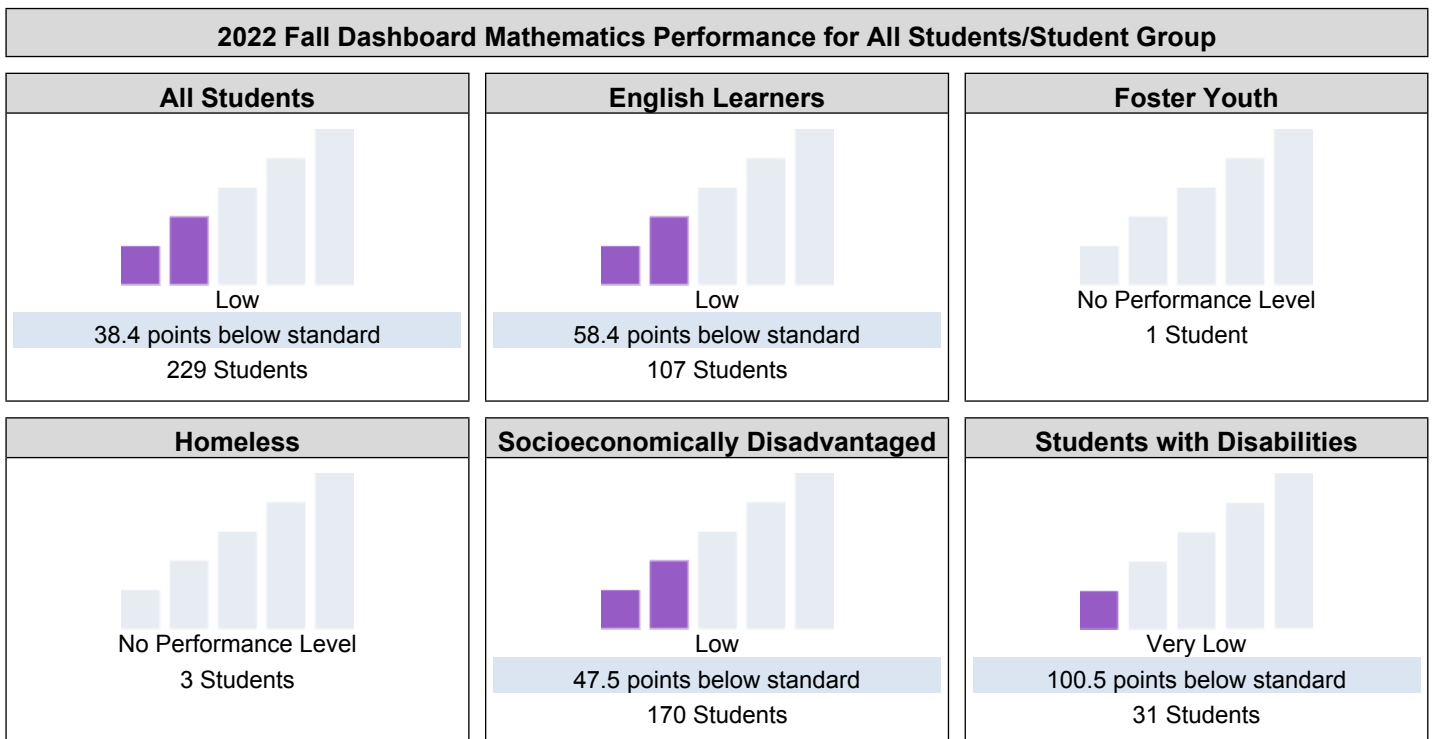 2022 Fall Dashboard Mathematics Performance for All Students/Student Group
All Students
Low
38.4 points below standard
229 Students
English Learners
Low
58.4 points below standard
107 Students
Foster Youth
No Performance Level
1 Student
Homeless
No Performance Level
3 Students
Socioeconomically Disadvantaged
Low
47.5 points below standard
170 Students
Students with Disabilities
Very Low
100.5 points below standard
31 Students